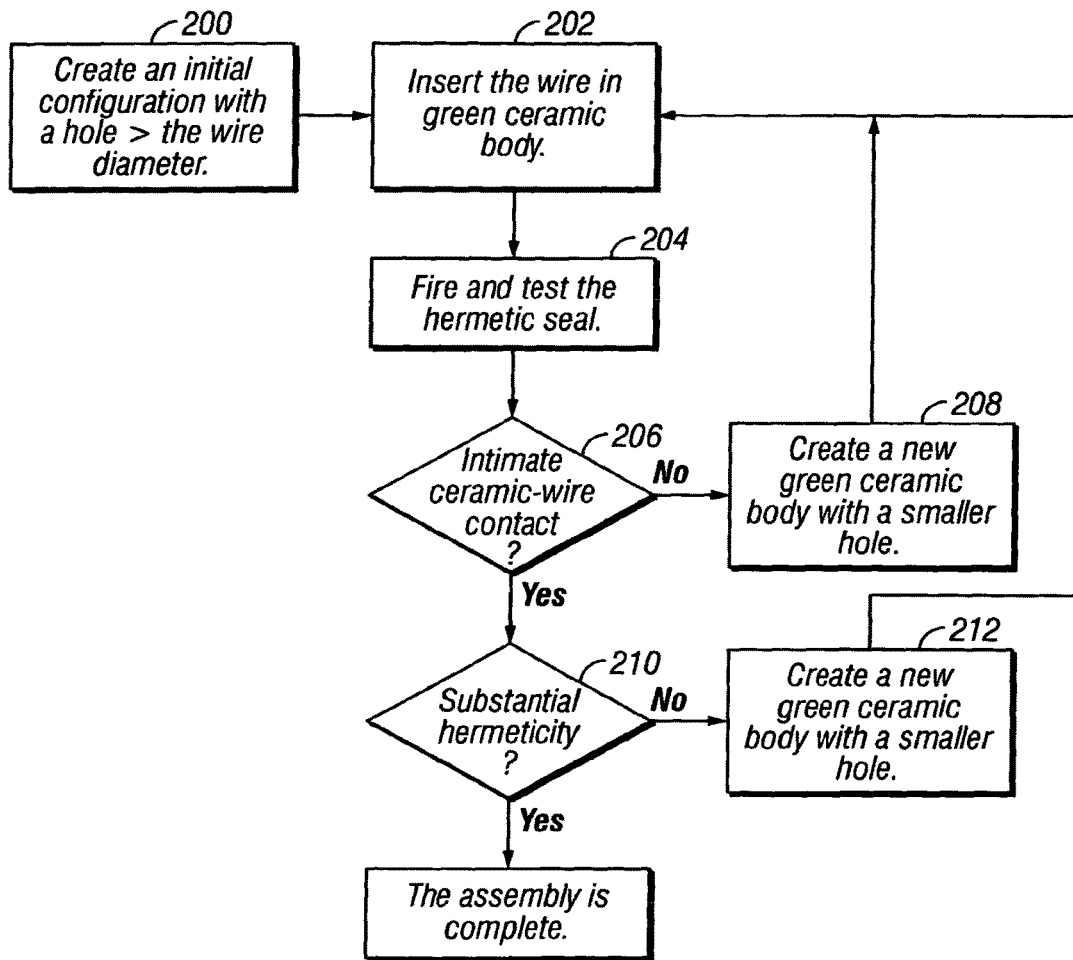 200
Create an initial
configuration with
a hole > the wire
diameter.
202
Insert the wire in
green ceramic
body.
204
Fire and test the
hermetic seal.
206
Intimate
ceramic-wire
contact
?
No
208
Create a new
green ceramic
body with a smaller
hole.
Yes
210
Substantial
hermeticity
?
No
212
Create a new
green ceramic
body with a smaller
hole.
Yes
The assembly is
complete.